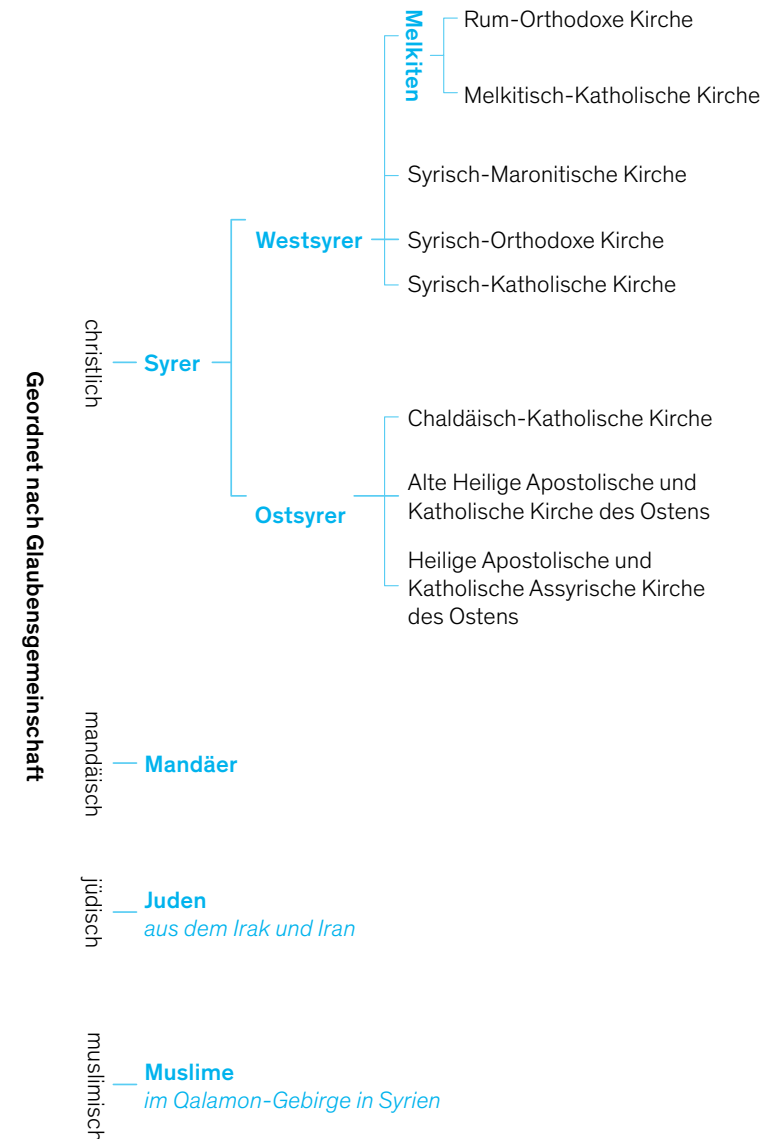 Geordnet nach Glaubensgemeinschaft
christlich
Syrer
Westsyrer
Melkiten
Rum-Orthodoxe Kirche
Melkitisch-Katholische Kirche
Syrisch-Maronitische Kirche
Syrisch-Orthodoxe Kirche
Syrisch-Katholische Kirche
Ostsyrer
Chaldäisch-Katholische Kirche
Alte Heilige Apostolische und
Katholische Kirche des Ostens
Heilige Apostolische und
Katholische Assyrische Kirche
des Ostens
mandäisch
Mandäer
jüdisch
Juden
aus dem Irak und Iran
muslimisch
Muslime
im Qalamon-Gebirge in Syrien